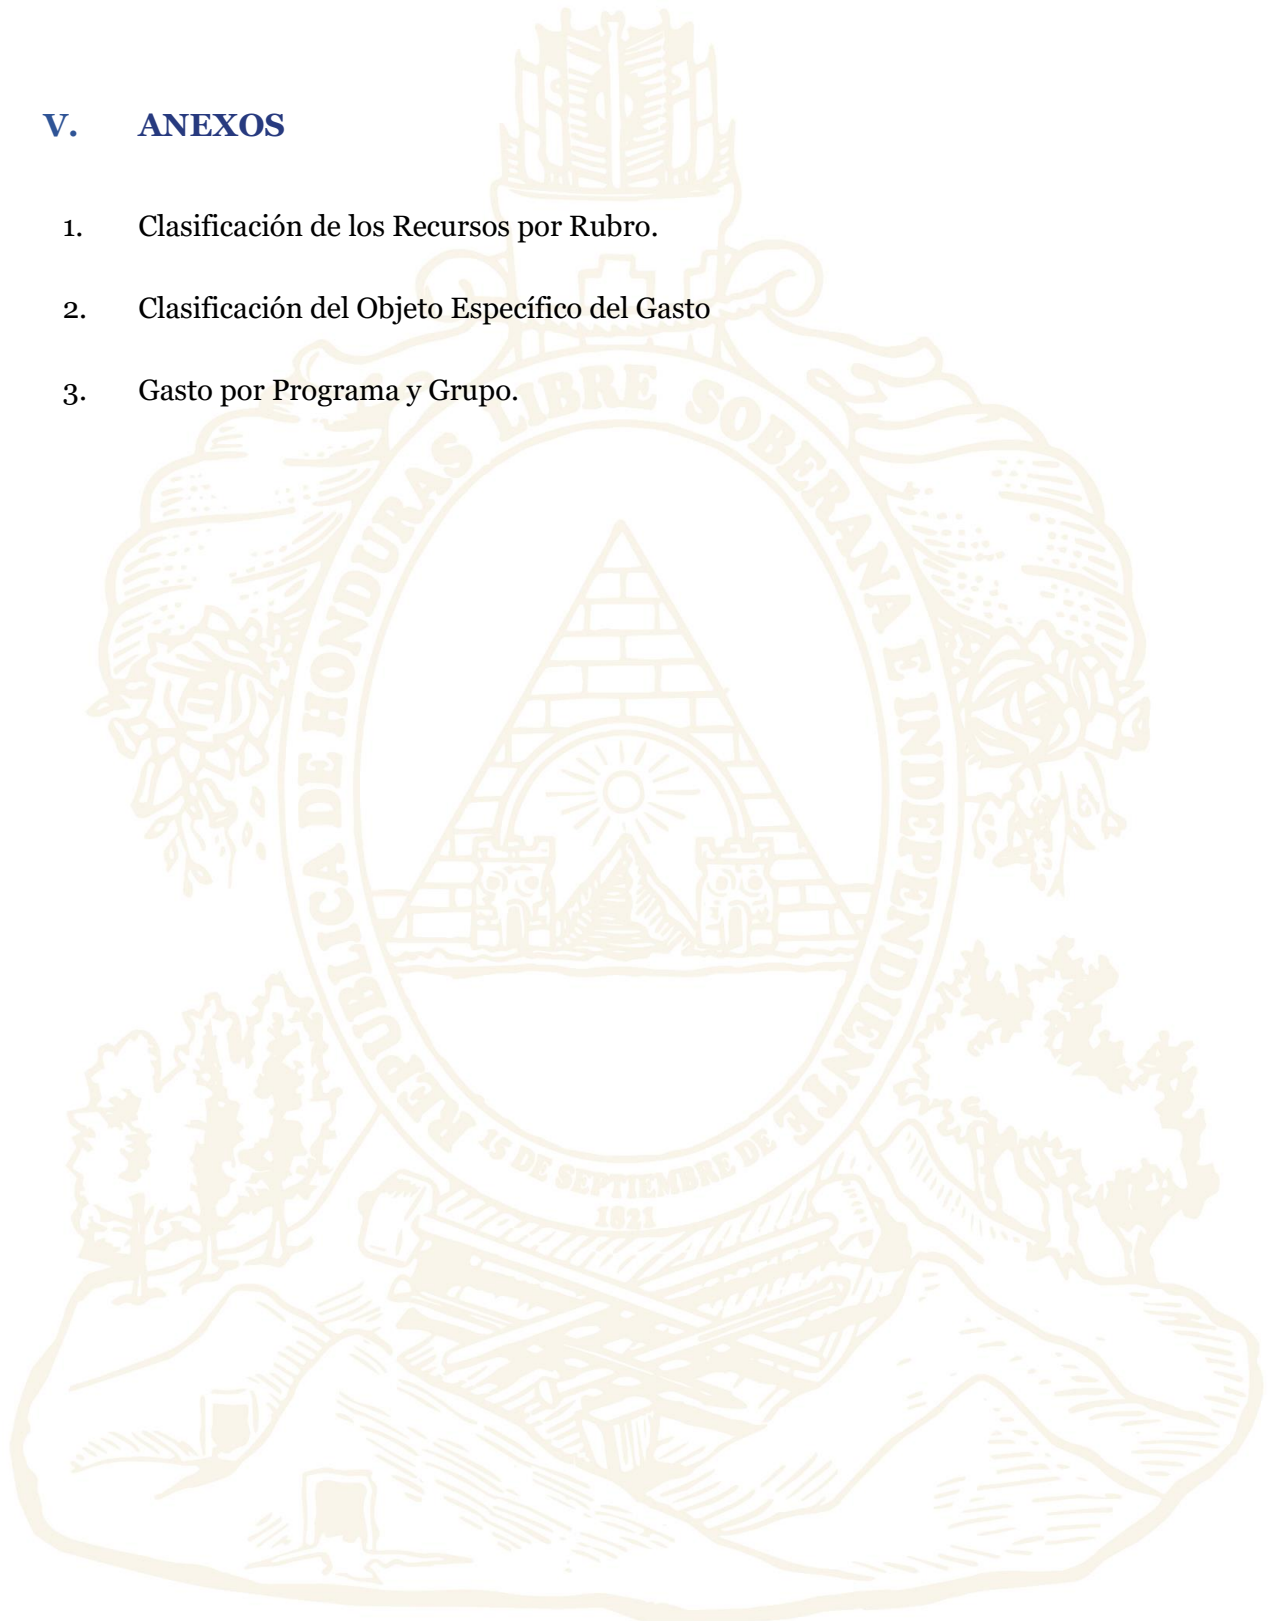 V. ANEXOS
1. Clasificación de los Recursos por Rubro.
2. Clasificación del Objeto Específico del Gasto
3. Gasto por Programa y Grupo.
REPUBLICA DE HONDURAS LIBRE SOBERANA E INDEPENDIENTE
15 DE SEPTIEMBRE DE
1821